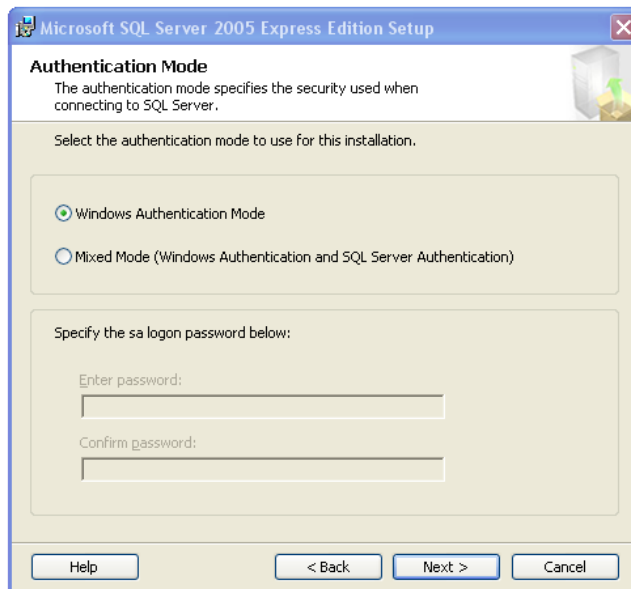 Microsoft SQL Server 2005 Express Edition Setup
Authentication Mode
The authentication mode specifies the security used when
connecting to SQL Server.
Select the authentication mode to use for this installation.
Windows Authentication Mode
Mixed Mode (Windows Authentication and SQL Server Authentication)
Specify the sa logon password below:
Enter password:
Confirm password:
Help
< Back
Next >
Cancel